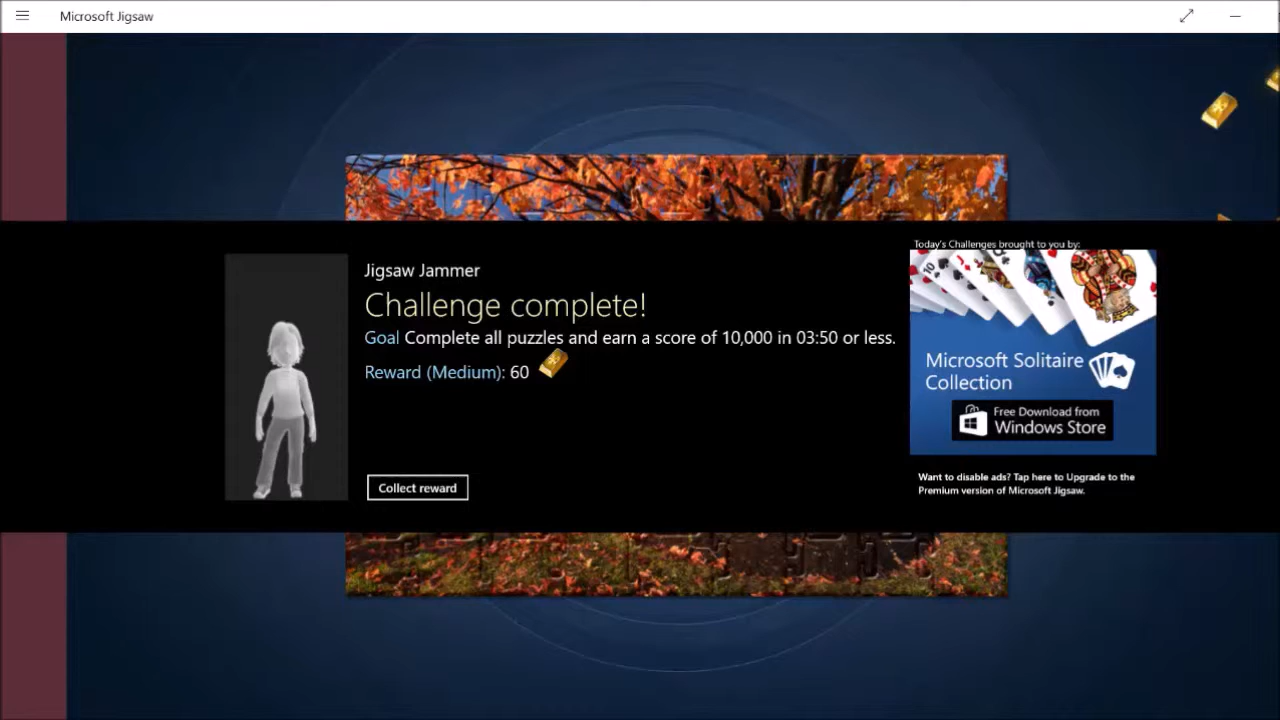 Microsoft Jigsaw
Jigsaw Jammer
Challenge complete!
Goal Complete all puzzles and earn a score of 10,000 in 03:50 or less.
Reward (Medium): 60
Collect reward
Today's Challenges brought to you by:
10
Microsoft Solitaire
Collection
Free Download from
Windows Store
Want to disable ads? Tap here to Upgrade to the
Premium version of Microsoft Jigsaw.